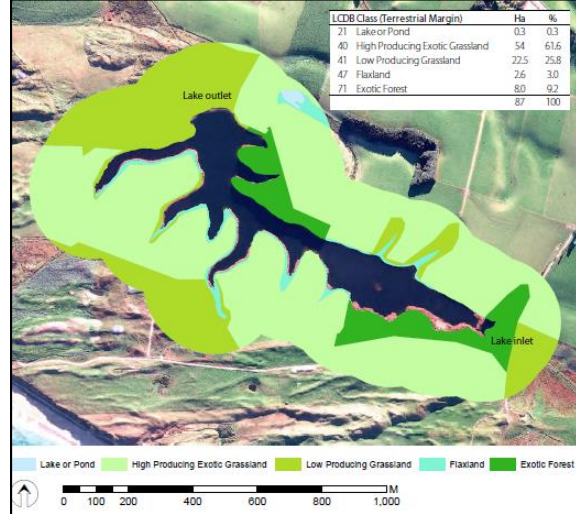 LCDB Class (Terrestrial Margin) Ha %
21 Lake or Pond 0.3 0.3
40 High Producing Exotic Grassland 54 61.6
41 Low Producing Grassland 22.5 25.8
47 Flaxland 2.6 3.0
71 Exotic Forest 8.0 9.2
87 100
Lake outlet
Lake inlet
Lake or Pond High Producing Exotic Grassland Low Producing Grassland Flaxland Exotic Forest
0 50 100 200 400 600 800 1,000 M